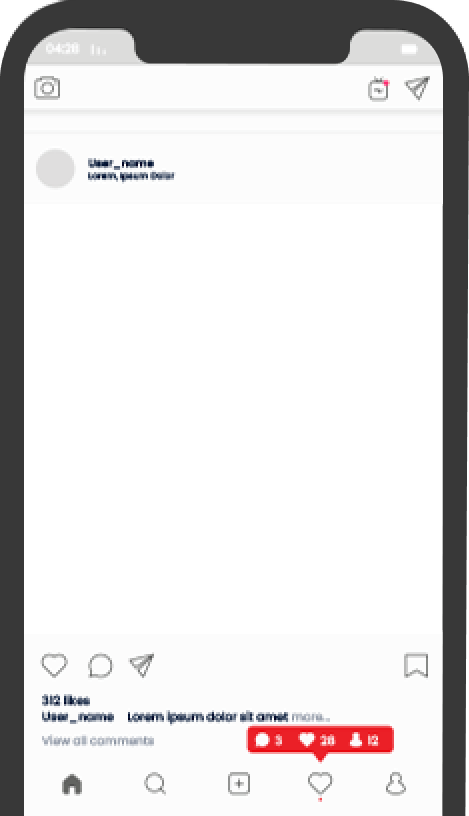 04:28
User_name
Lorem, ipsum Dolor
312 likes
User_name Lorem ipsum dolor sit amet more...
View all comments
3 28 12